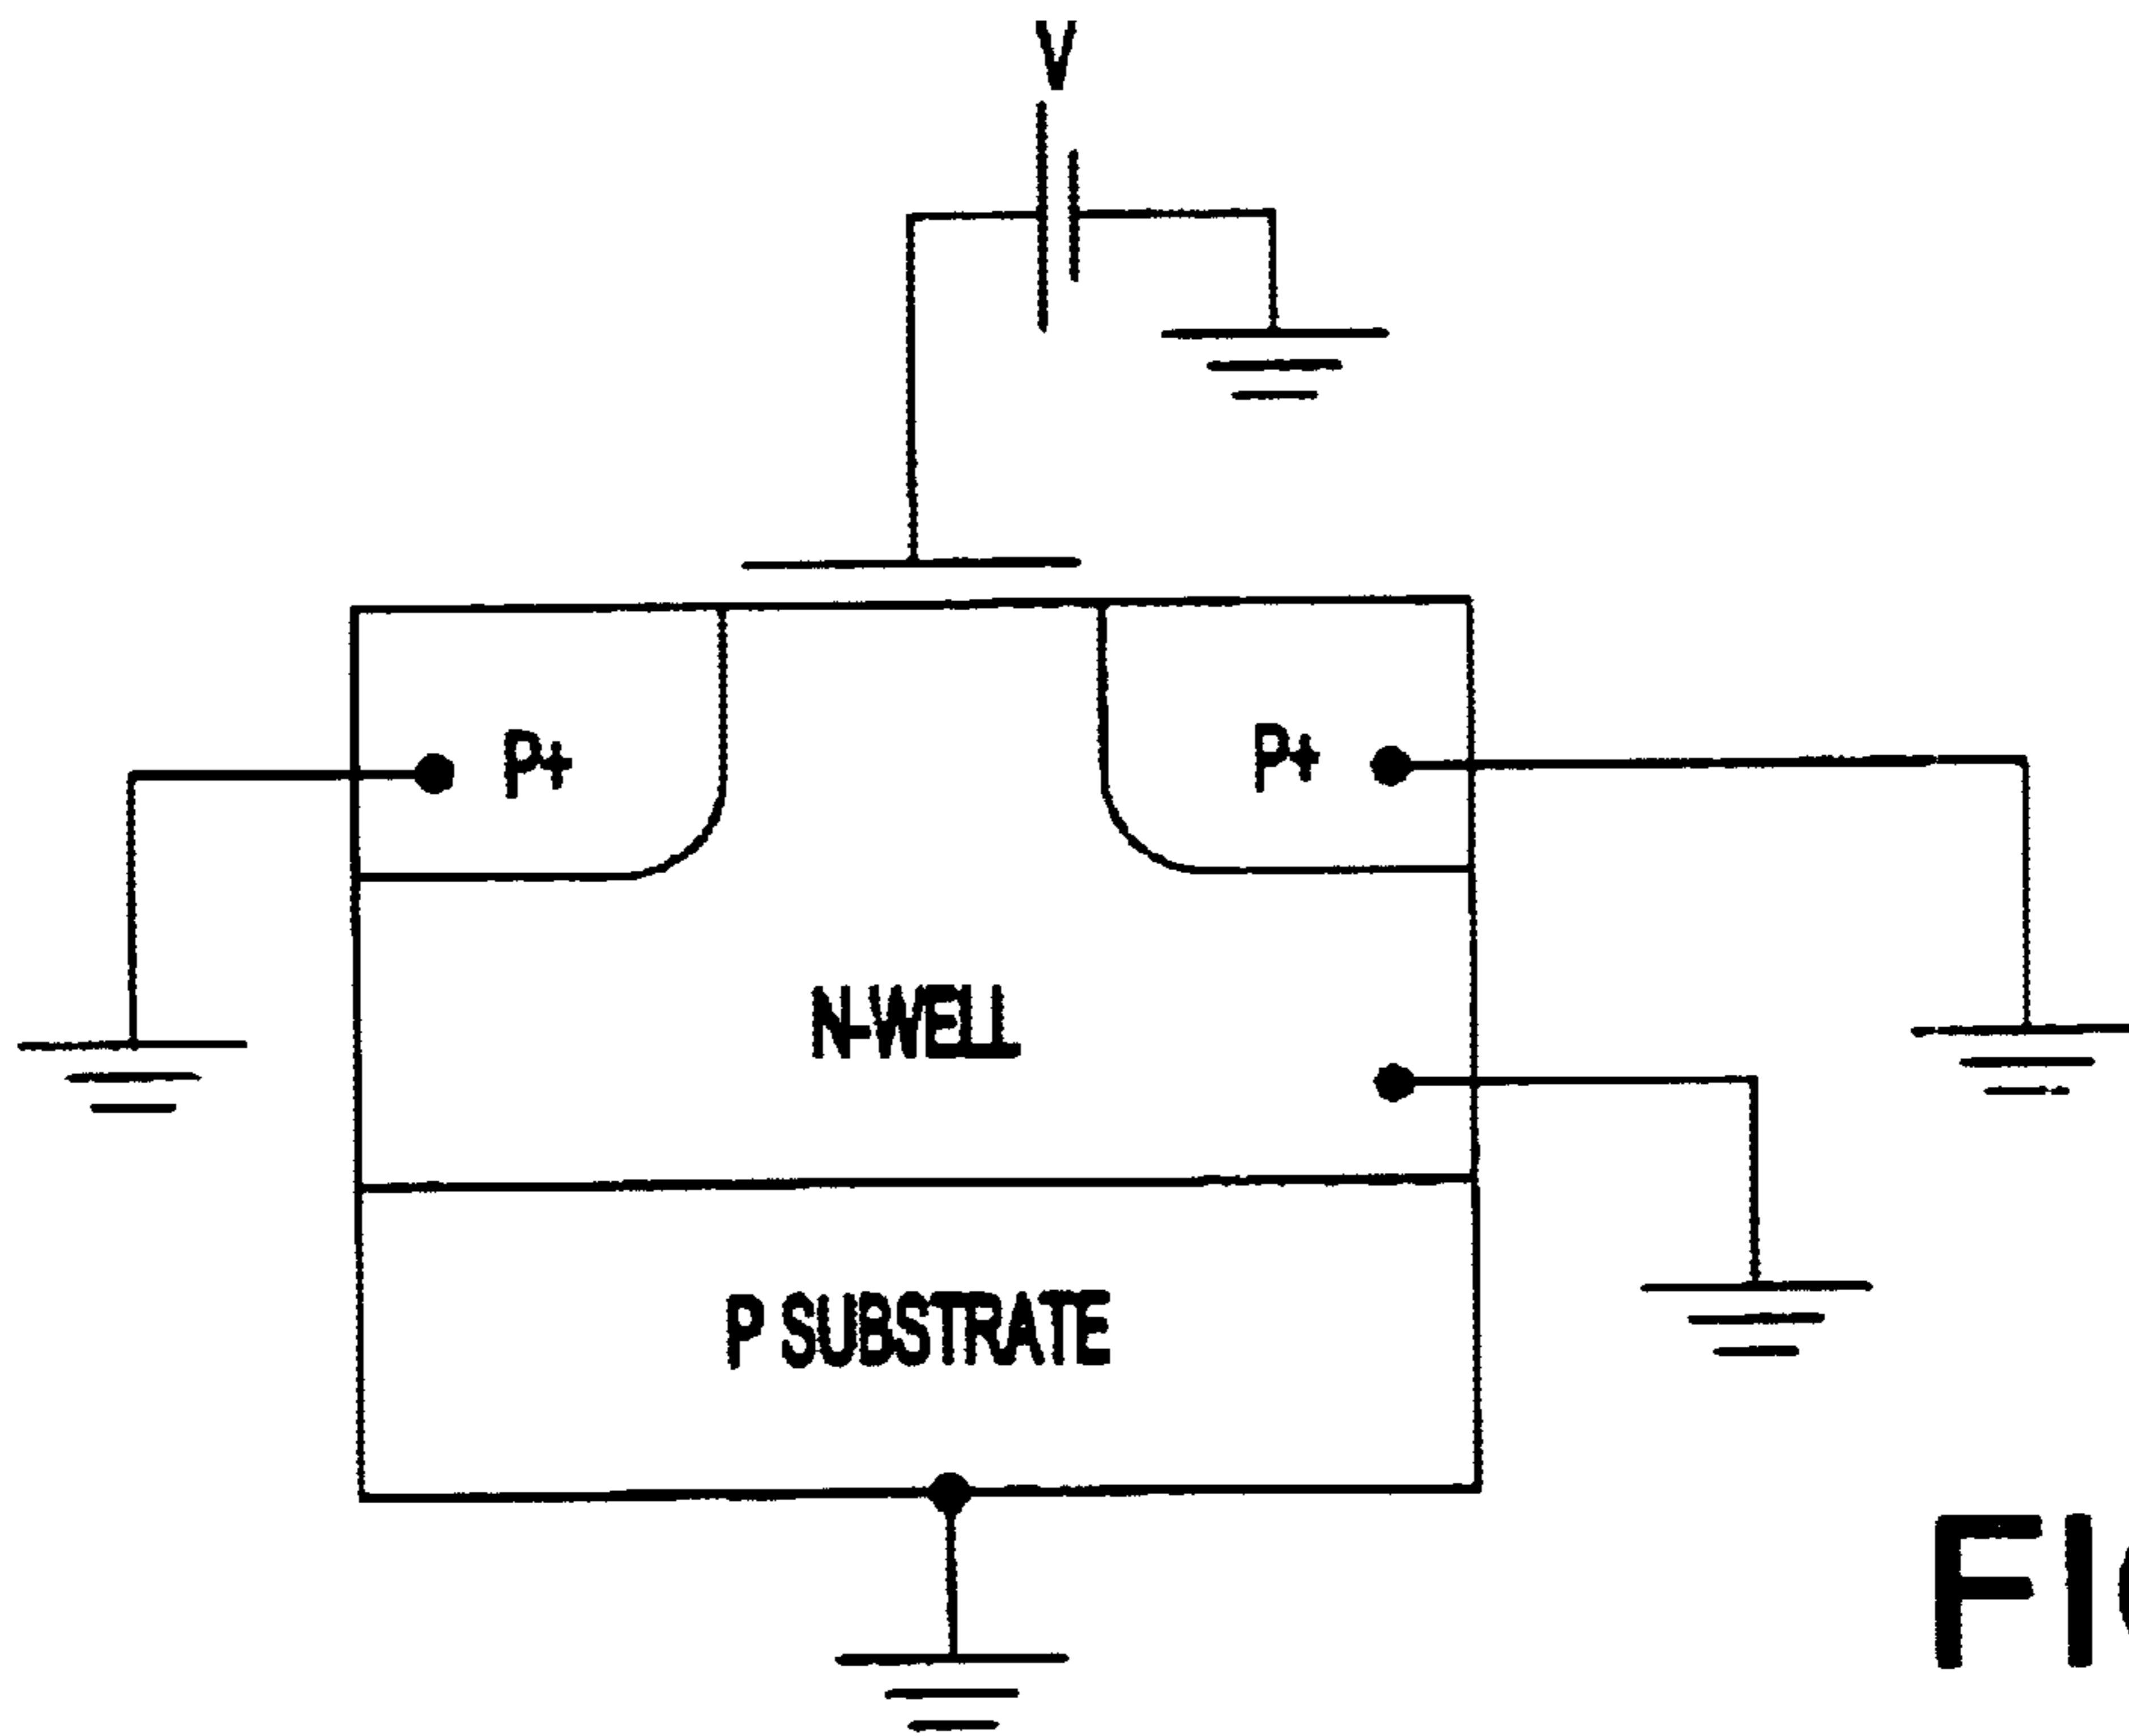 V
P+ P+
N-WELL
P SUBSTRATE